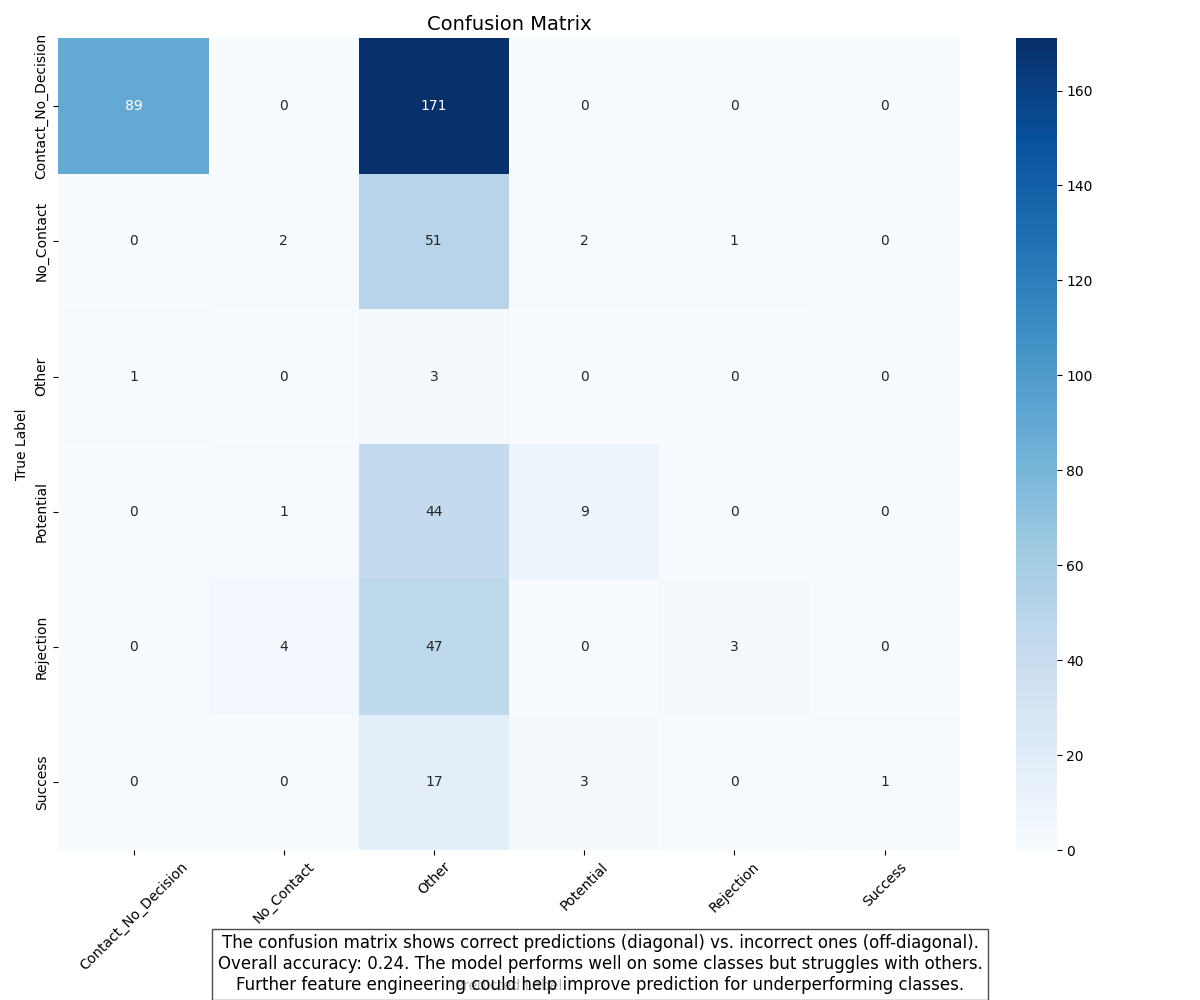 Confusion Matrix
Contact_No_Decision
89 0 171 0 0 0
No_Contact
0 2 51 2 1 0
Other
1 0 3 0 0 0
True Label
Potential
0 1 44 9 0 0
Rejection
0 4 47 0 3 0
Success
0 0 17 3 0 1
160
140
120
100
80
60
40
20
0
Contact_No_Decision
No_Contact
Other
Potential
Rejection
Success
The confusion matrix shows correct predictions (diagonal) vs. incorrect ones (off-diagonal).
Overall accuracy: 0.24. The model performs well on some classes but struggles with others.
Further feature engineering could help improve prediction for underperforming classes.